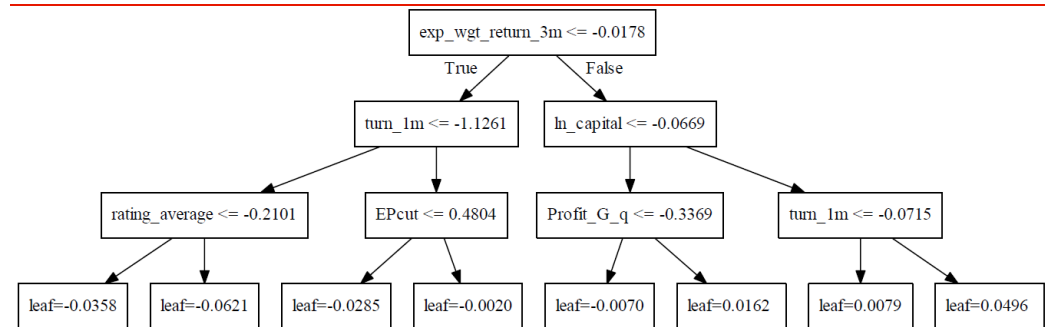 exp_wgt_return_3m <= -0.0178
True
False
turn_1m <= -1.1261
ln_capital <= -0.0669
rating_average <= -0.2101
EPcut <= 0.4804
Profit_G_q <= -0.3369
turn_1m <= -0.0715
leaf=-0.0358
leaf=-0.0621
leaf=-0.0285
leaf=-0.0020
leaf=-0.0070
leaf=0.0162
leaf=0.0079
leaf=0.0496